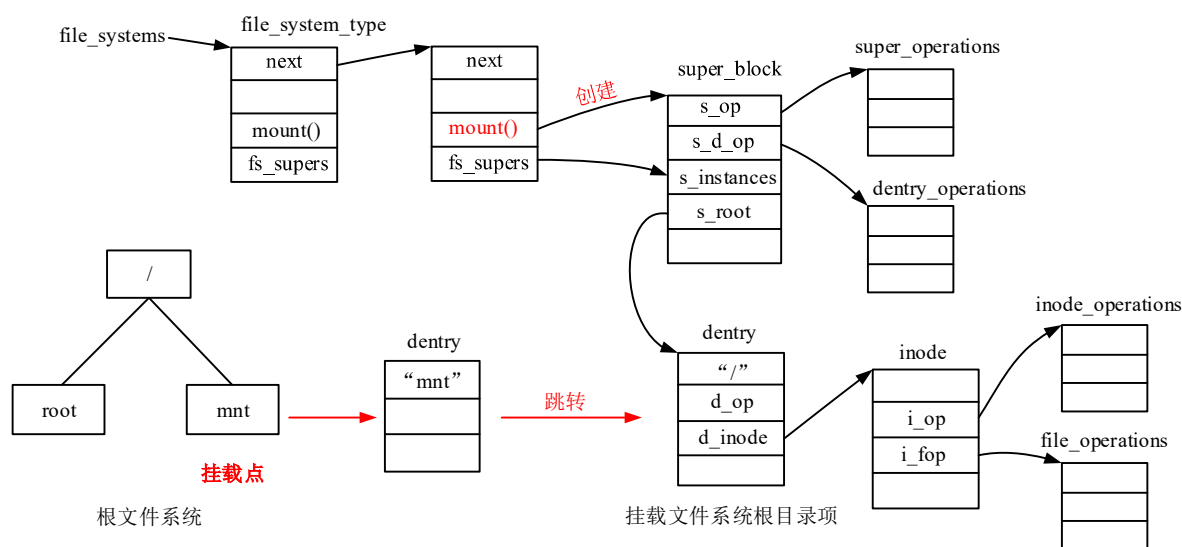 file_systems
file_system_type
next
mount()
fs_supers
next
mount()
fs_supers
创建
super_block
s_op
s_d_op
s_instances
s_root
super_operations
dentry_operations
/
root
mnt
挂载点
根文件系统
dentry
“mnt”
跳转
dentry
“/”
d_op
d_inode
挂载文件系统根目录项
inode
i_op
i_fop
inode_operations
file_operations